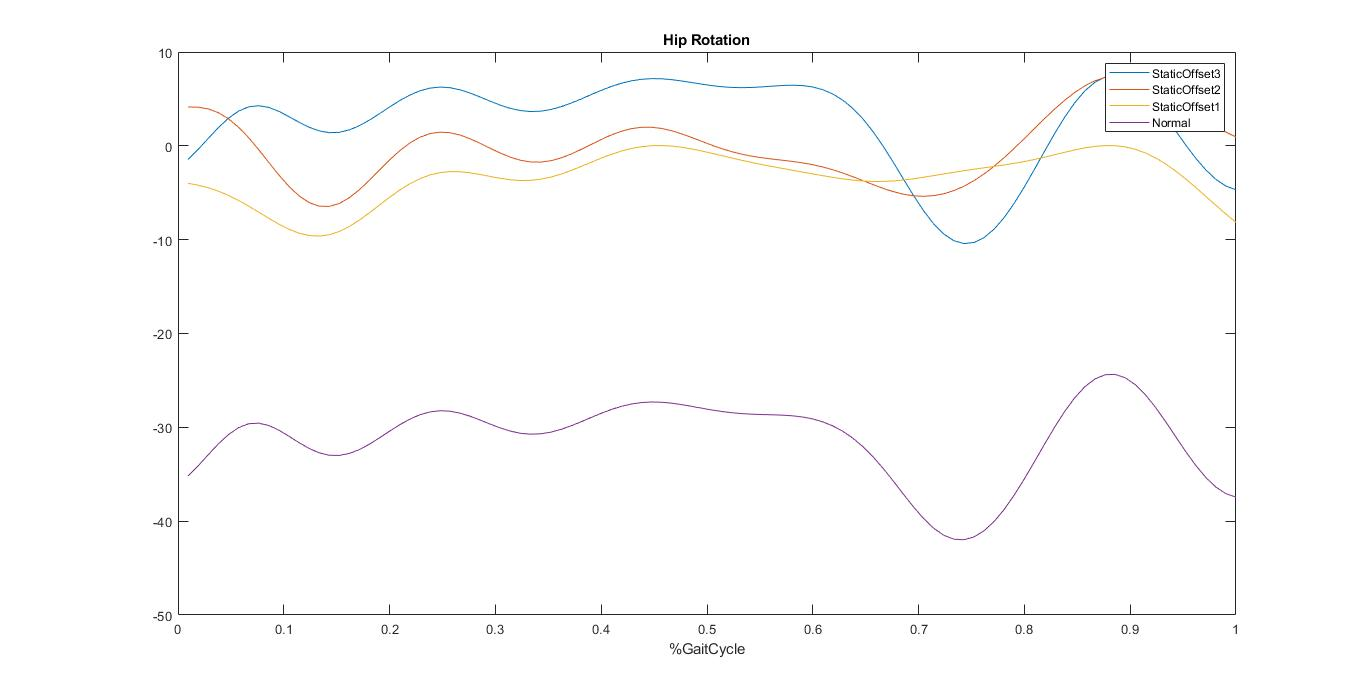 Hip Rotation
10
0
-10
-20
-30
-40
-50
StaticOffset3
StaticOffset2
StaticOffset1
Normal
0 0.1 0.2 0.3 0.4 0.5 0.6 0.7 0.8 0.9 1
%GaitCycle